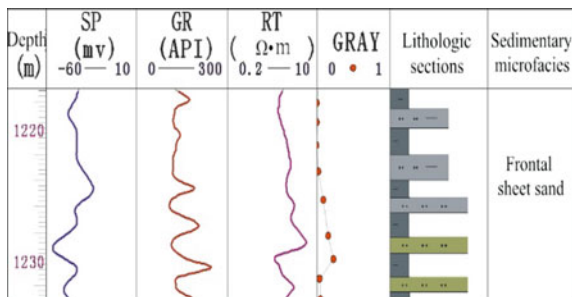 Depth
(m)
SP
(mv)
-60 — 10
GR
(API)
0 — 300
RT
( Ω·m )
0.2 — 10
GRAY
0 1
Lithologic
sections
Sedimentary
microfacies
1220
1230
Frontal
sheet sand